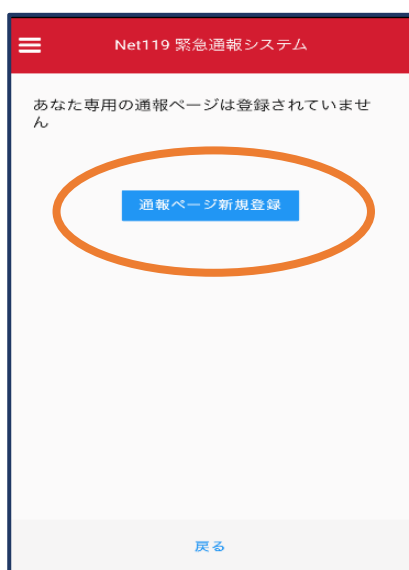 Net119 緊急通報システム
あなた専用の通報ページは登録されていませ
ん
通報ページ新規登録
戻る